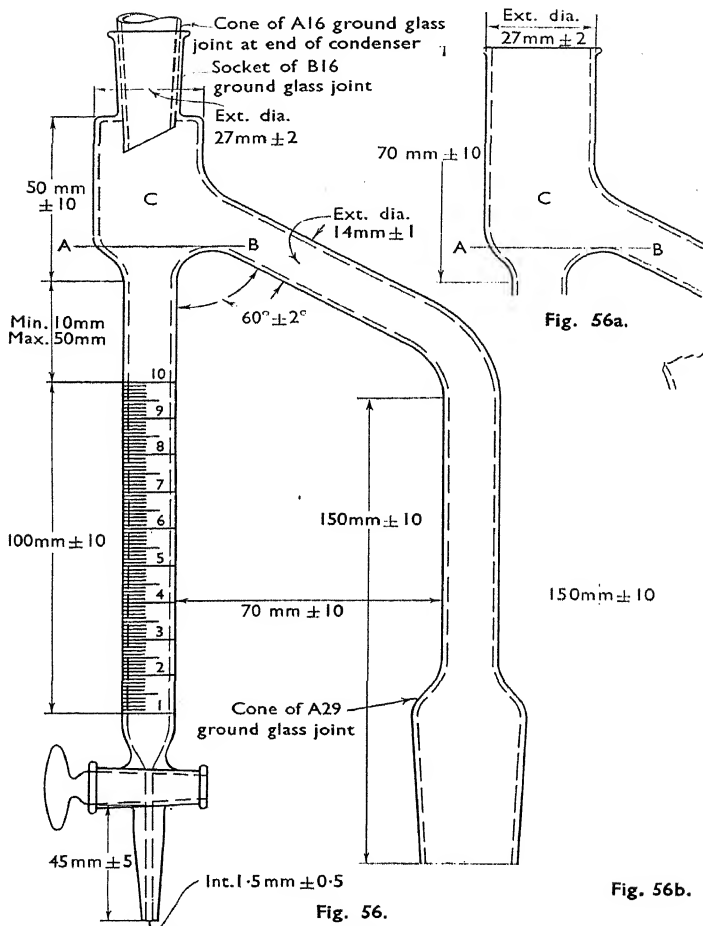 Cone of A16 ground glass
joint at end of condenser
Socket of B16
ground glass joint
Ext. dia.
27mm ± 2
50 mm
± 10
C
A
B
Ext. dia.
14mm ± 1
60° ± 2°
Min. 10mm
Max. 50mm
10
9
8
7
6
5
4
3
2
1
100mm ± 10
150mm ± 10
70 mm ± 10
Cone of A29
ground glass joint
45mm ± 5
Int. 1·5mm ± 0·5
Fig. 56.
Ext. dia.
27mm ± 2
70 mm ± 10
C
A
B
Fig. 56a.
150mm ± 10
Fig. 56b.